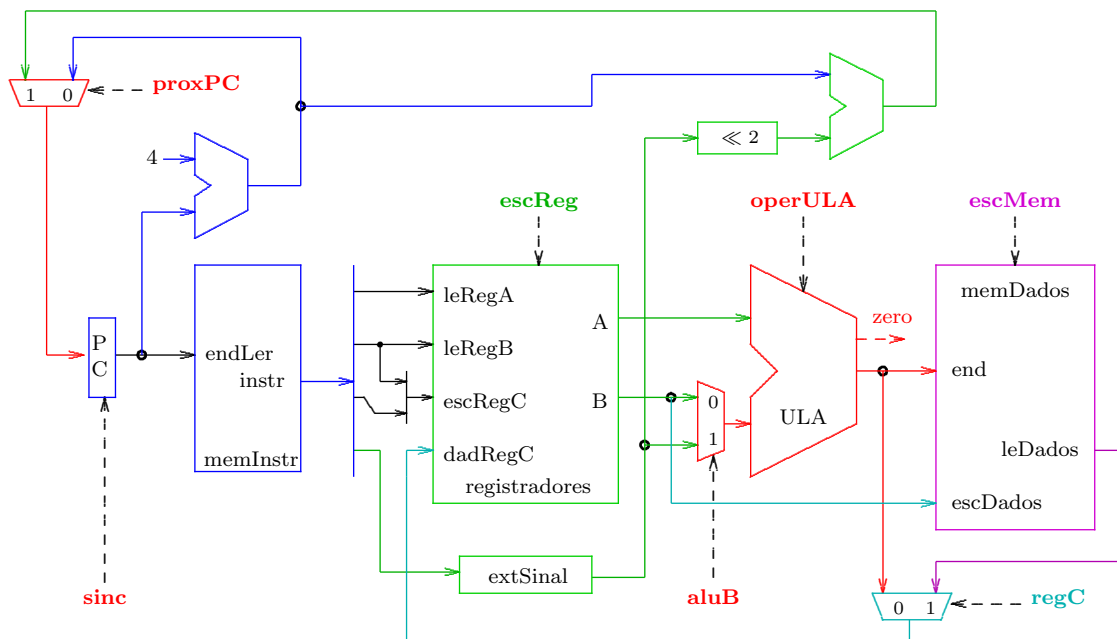 1 0
proxPC
4
≪ 2
escReg
operULA
escMem
leRegA
memDados
A
zero
P
C
endLer
leRegB
instr
end
escRegC
B
0
ULA
1
dadRegC
leDados
memInstr
registradores
escDados
extSinal
sinc
aluB
0 1
regC